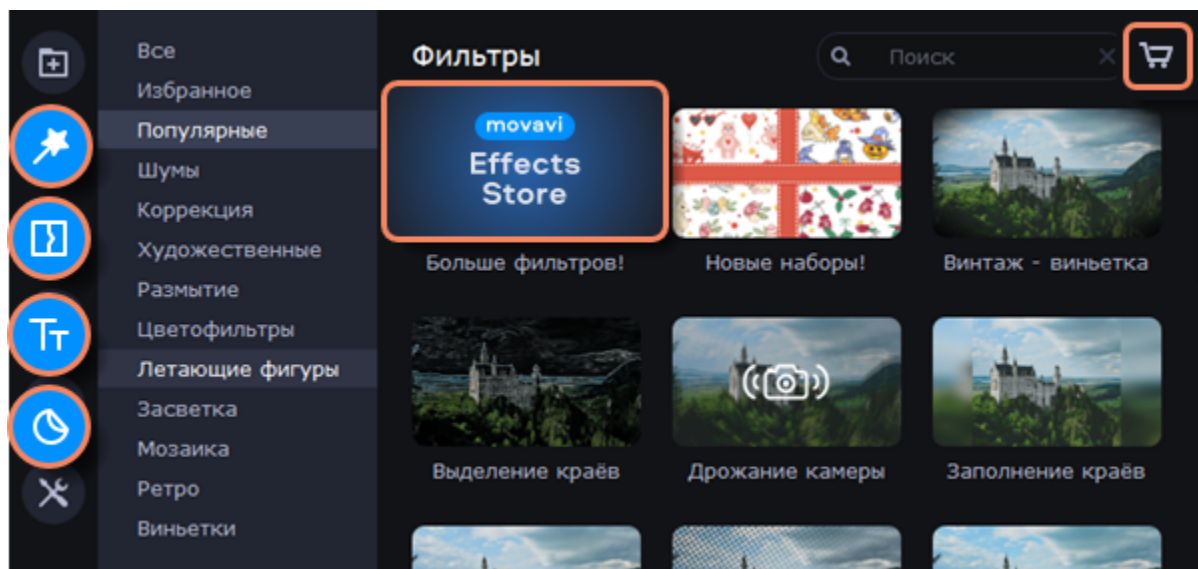 Все
Избранное
Популярные
Шумы
Коррекция
Художественные
Размытие
Цветофильтры
Летающие фигуры
Засветка
Мозаика
Ретро
Виньетки
Фильтры
Поиск
movavi
Effects
Store
Больше фильтров!
Новые наборы!
Винтаж - виньетка
Выделение краёв
Дрожание камеры
Заполнение краёв